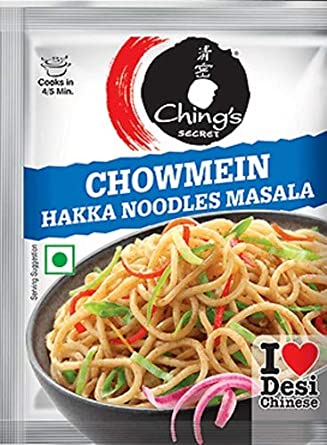 Cooks in
4/5 Min.
清
宫
Ching's
SECRET
CHOWMEIN
HAKKA NOODLES MASALA
Serving Suggestion
I ❤
Desi
Chinese